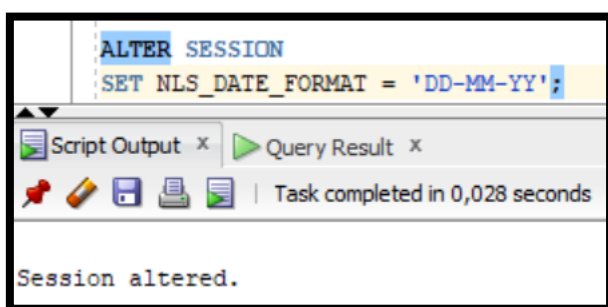 ALTER SESSION
SET NLS_DATE_FORMAT = 'DD-MM-YY';
Script Output x Query Result x
Task completed in 0,028 seconds
Session altered.